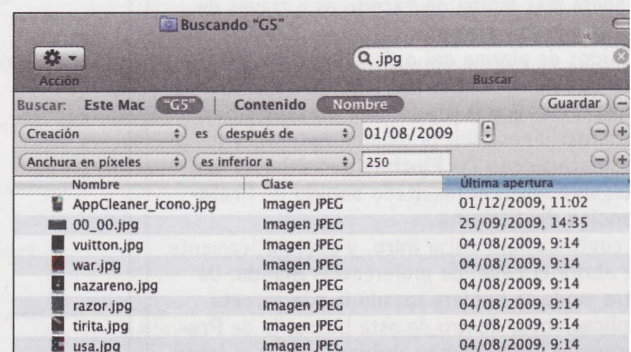 Buscando “G5”
.jpg
Acción
Buscar
Buscar: Este Mac “G5” Contenido Nombre Guardar
Creación es después de 01/08/2009
Anchura en píxeles es inferior a 250
Nombre Clase Última apertura
AppCleaner_icono.jpg Imagen JPEG 01/12/2009, 11:02
00_00.jpg Imagen JPEG 25/09/2009, 14:35
vuitton.jpg Imagen JPEG 04/08/2009, 9:14
war.jpg Imagen JPEG 04/08/2009, 9:14
nazareno.jpg Imagen JPEG 04/08/2009, 9:14
razor.jpg Imagen JPEG 04/08/2009, 9:14
tirita.jpg Imagen JPEG 04/08/2009, 9:14
usa.jpg Imagen JPEG 04/08/2009, 9:14